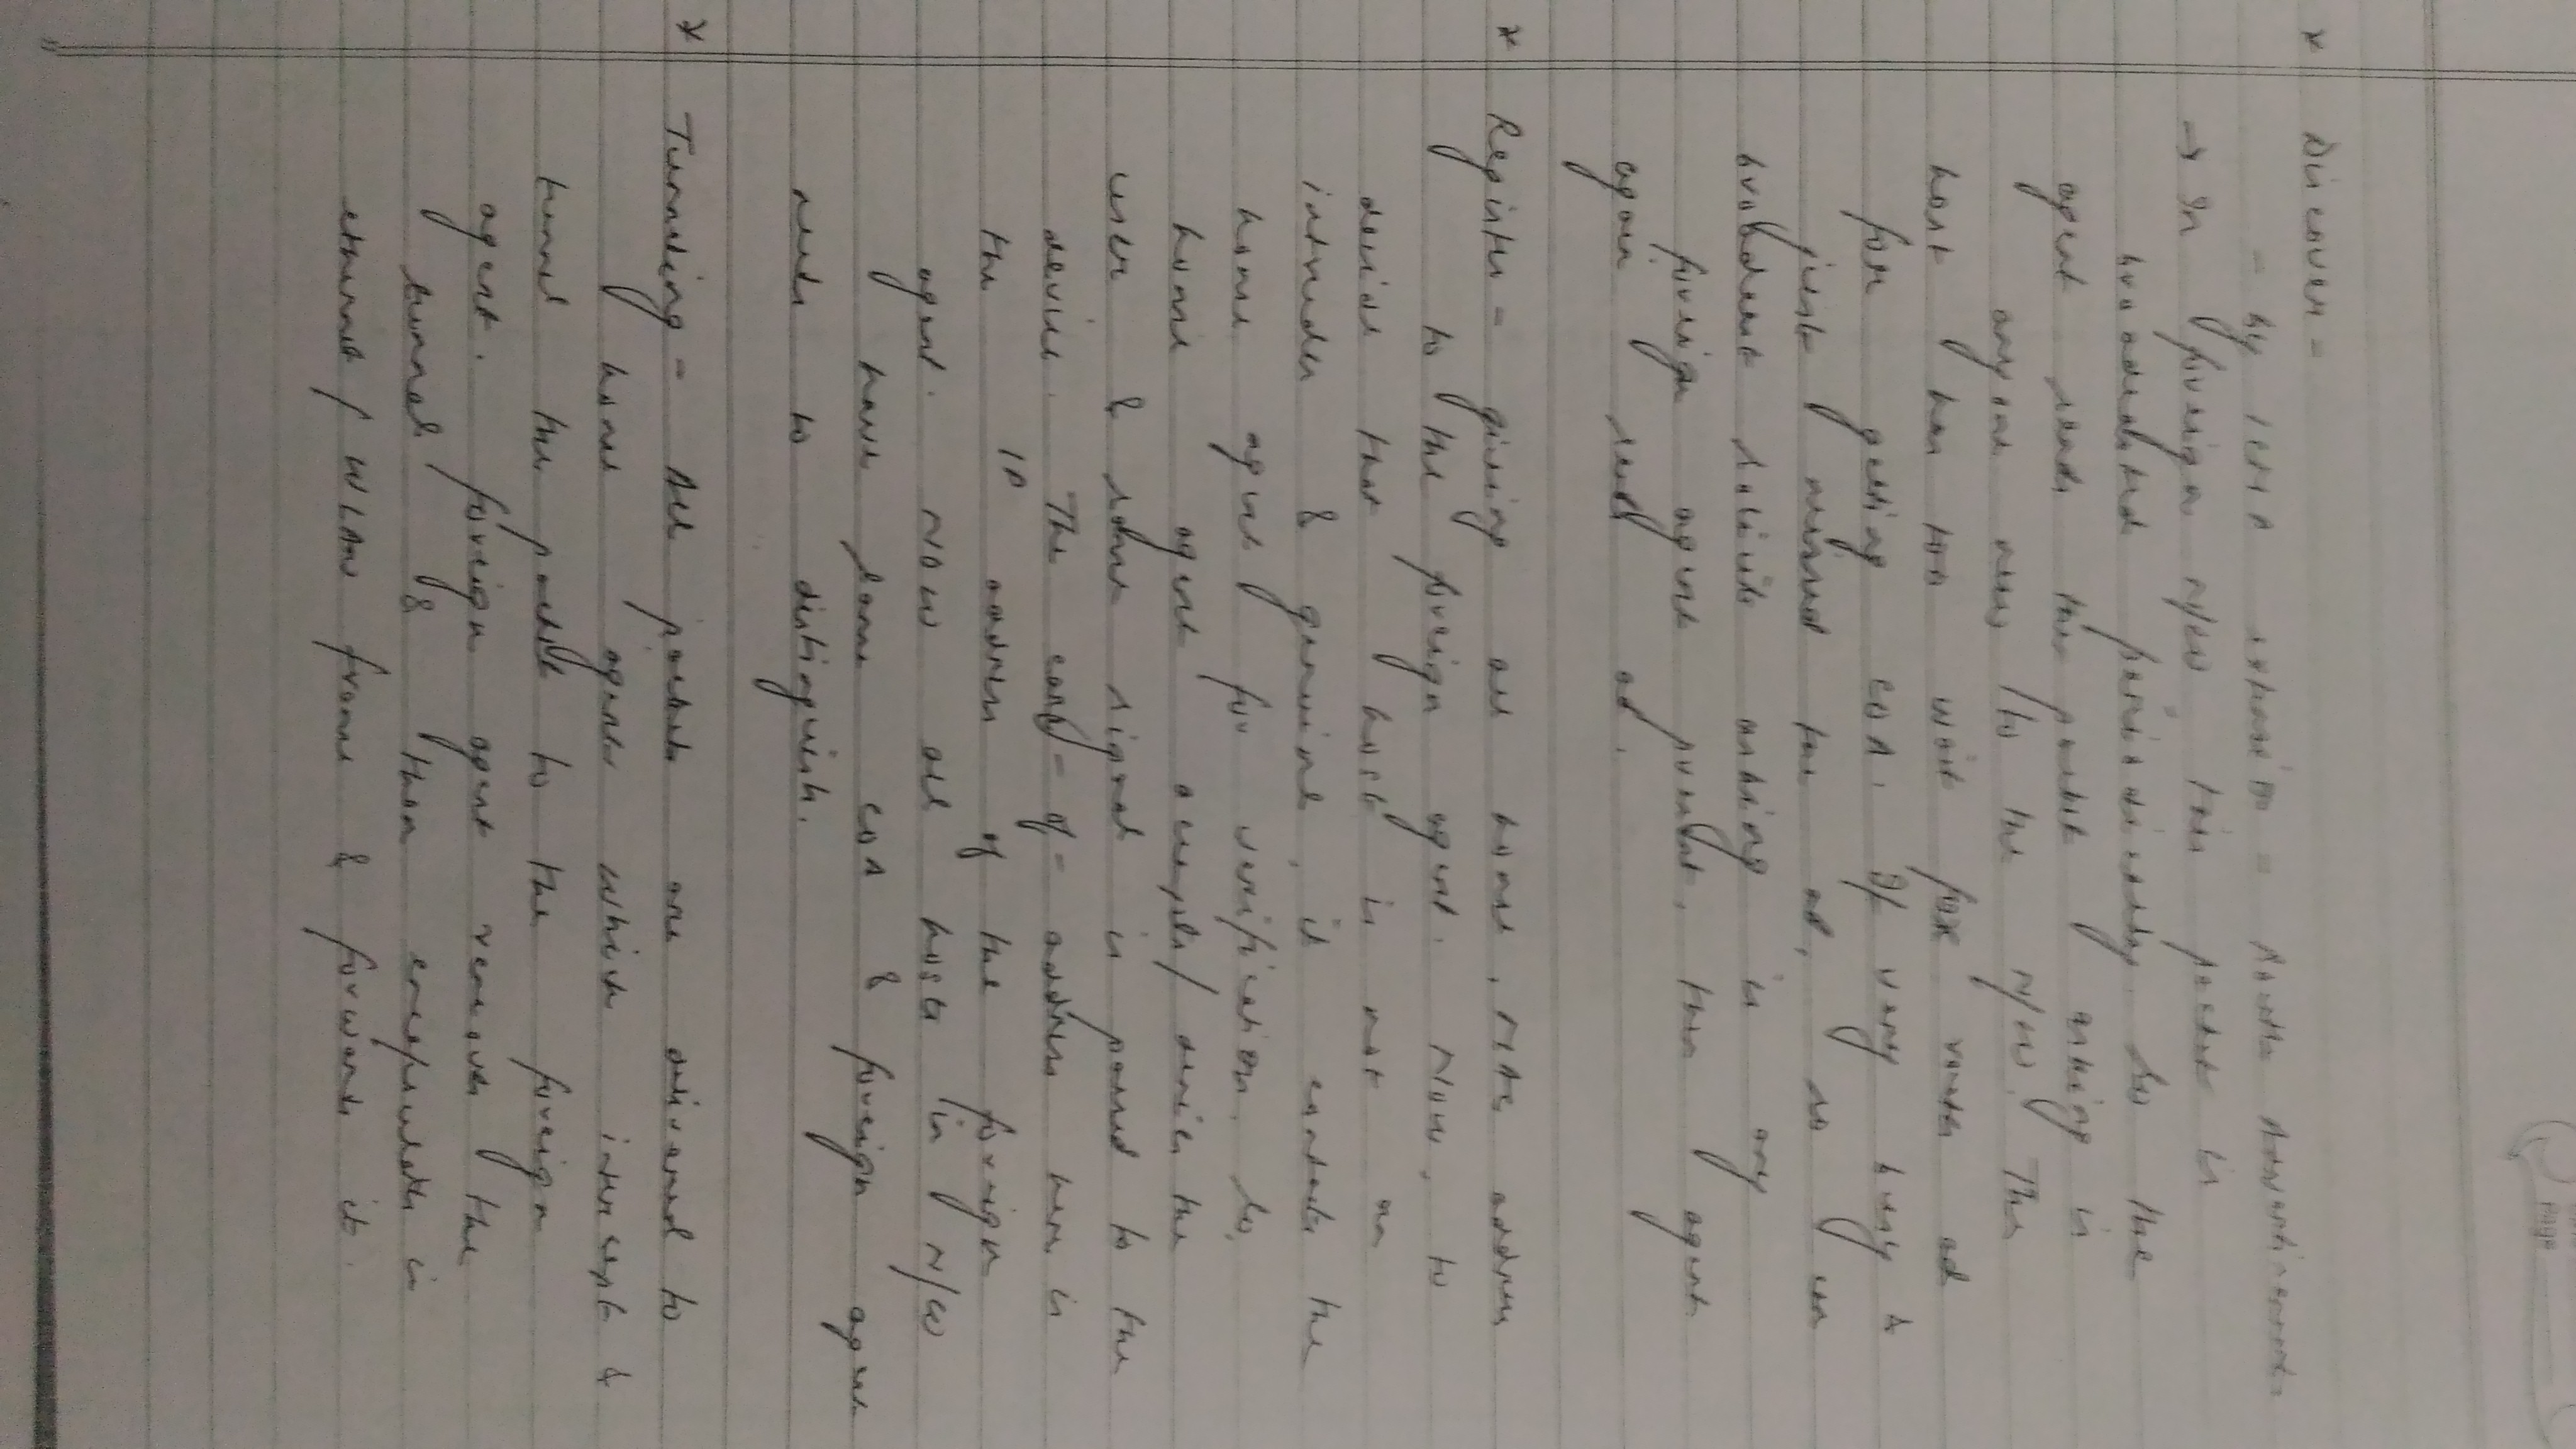 Page
* Discover -
- by ICMP extension - Router Advertisement
→ In foreign N/W, this packet is
broadcasted periodically. So the
agent sends this packet asking is
anyone new to the N/W. The
host has too wait for router ad
for getting COA. If very busy &
just missed the ad, so can
broadcast solicite asking is any
foreign agent present, then agent
again sends ad.
* Register - giving all home, MAC address
to the foreign agent. Now, to
decide that host is not an
intruder & genuine, it contacts the
home agent for verification. So,
home agent accepts/ denies the
user & same signal is passed to the
device. The care-of-address here is
the IP address of the foreign
agent. Now all hosts in N/W
have same COA & foreign agent
needs to distinguish.
* Tunneling - All packets are delivered to
home agent which intercept &
tunnel the packet to the foreign
agent. foreign agent removes the
tunnel & then encapsulates in
ethernet / WLAN frame & forwards it.